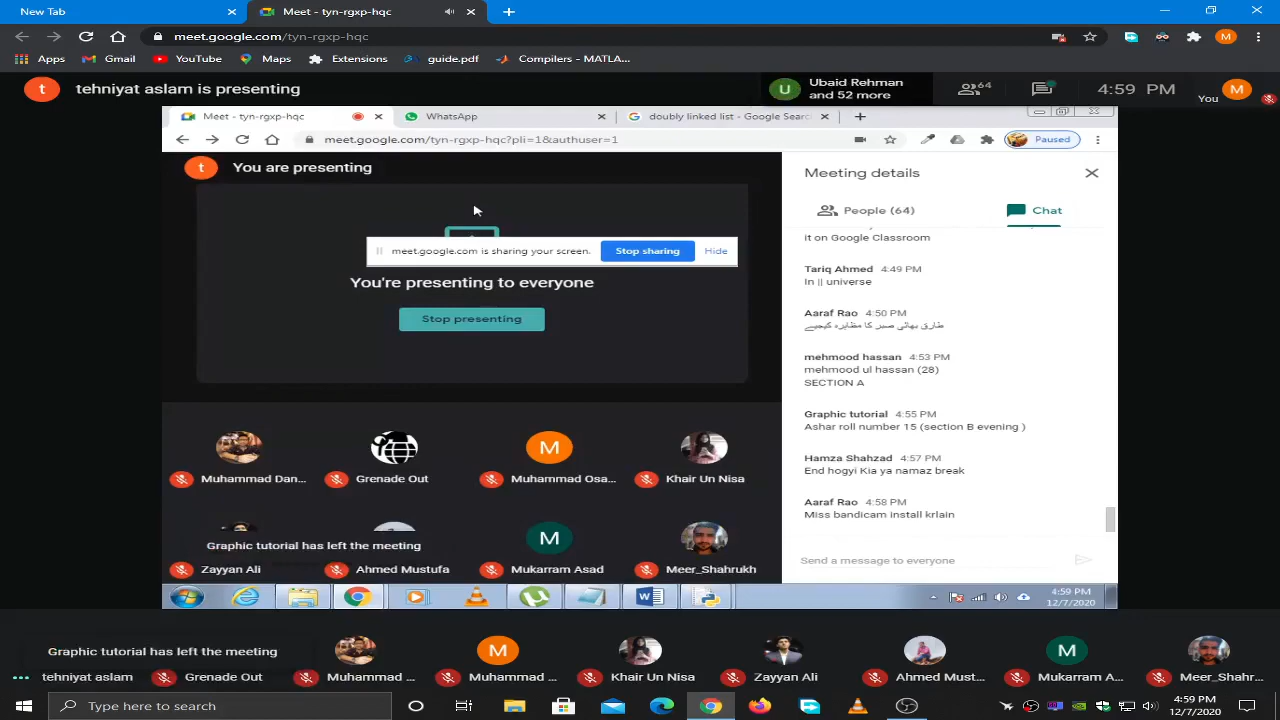 New Tab
Meet - tyn-rgxp-hqc
meet.google.com/tyn-rgxp-hqc
M
Apps
Gmail
YouTube
Maps
Extensions
guide.pdf
Compilers - MATLA...
t
tehniyat aslam is presenting
U
Ubaid Rehman
and 52 more
64
4:59 PM
You
M
Meet - tyn-rgxp-hqc
WhatsApp
doubly linked list - Google Searc
meet.google.com/tyn-rgxp-hqc?pli=1&authuser=1
Paused
t
You are presenting
meet.google.com is sharing your screen.
Stop sharing
Hide
You're presenting to everyone
Stop presenting
Meeting details
People (64)
Chat
it on Google Classroom
Tariq Ahmed 4:49 PM
In || universe
Aaraf Rao 4:50 PM
طارق بھائی صبر کا مظاہرہ کیجیے
mehmood hassan 4:53 PM
mehmood ul hassan (28)
SECTION A
Graphic tutorial 4:55 PM
Ashar roll number 15 (section B evening )
Hamza Shahzad 4:57 PM
End hogyi Kia ya namaz break
Aaraf Rao 4:58 PM
Miss bandicam install krlain
Send a message to everyone
M
Muhammad Dan...
Grenade Out
Muhammad Osa...
Khair Un Nisa
M
Graphic tutorial has left the meeting
Zayyan Ali
Ahmed Mustufa
Mukarram Asad
Meer_Shahrukh
W
4:59 PM
12/7/2020
Graphic tutorial has left the meeting
M
M
tehniyat aslam
Grenade Out
Muhammad ...
Khair Un Nisa
Zayyan Ali
Ahmed Must...
Mukarram A...
Meer_Shahr...
Type here to search
4:59 PM
12/7/2020